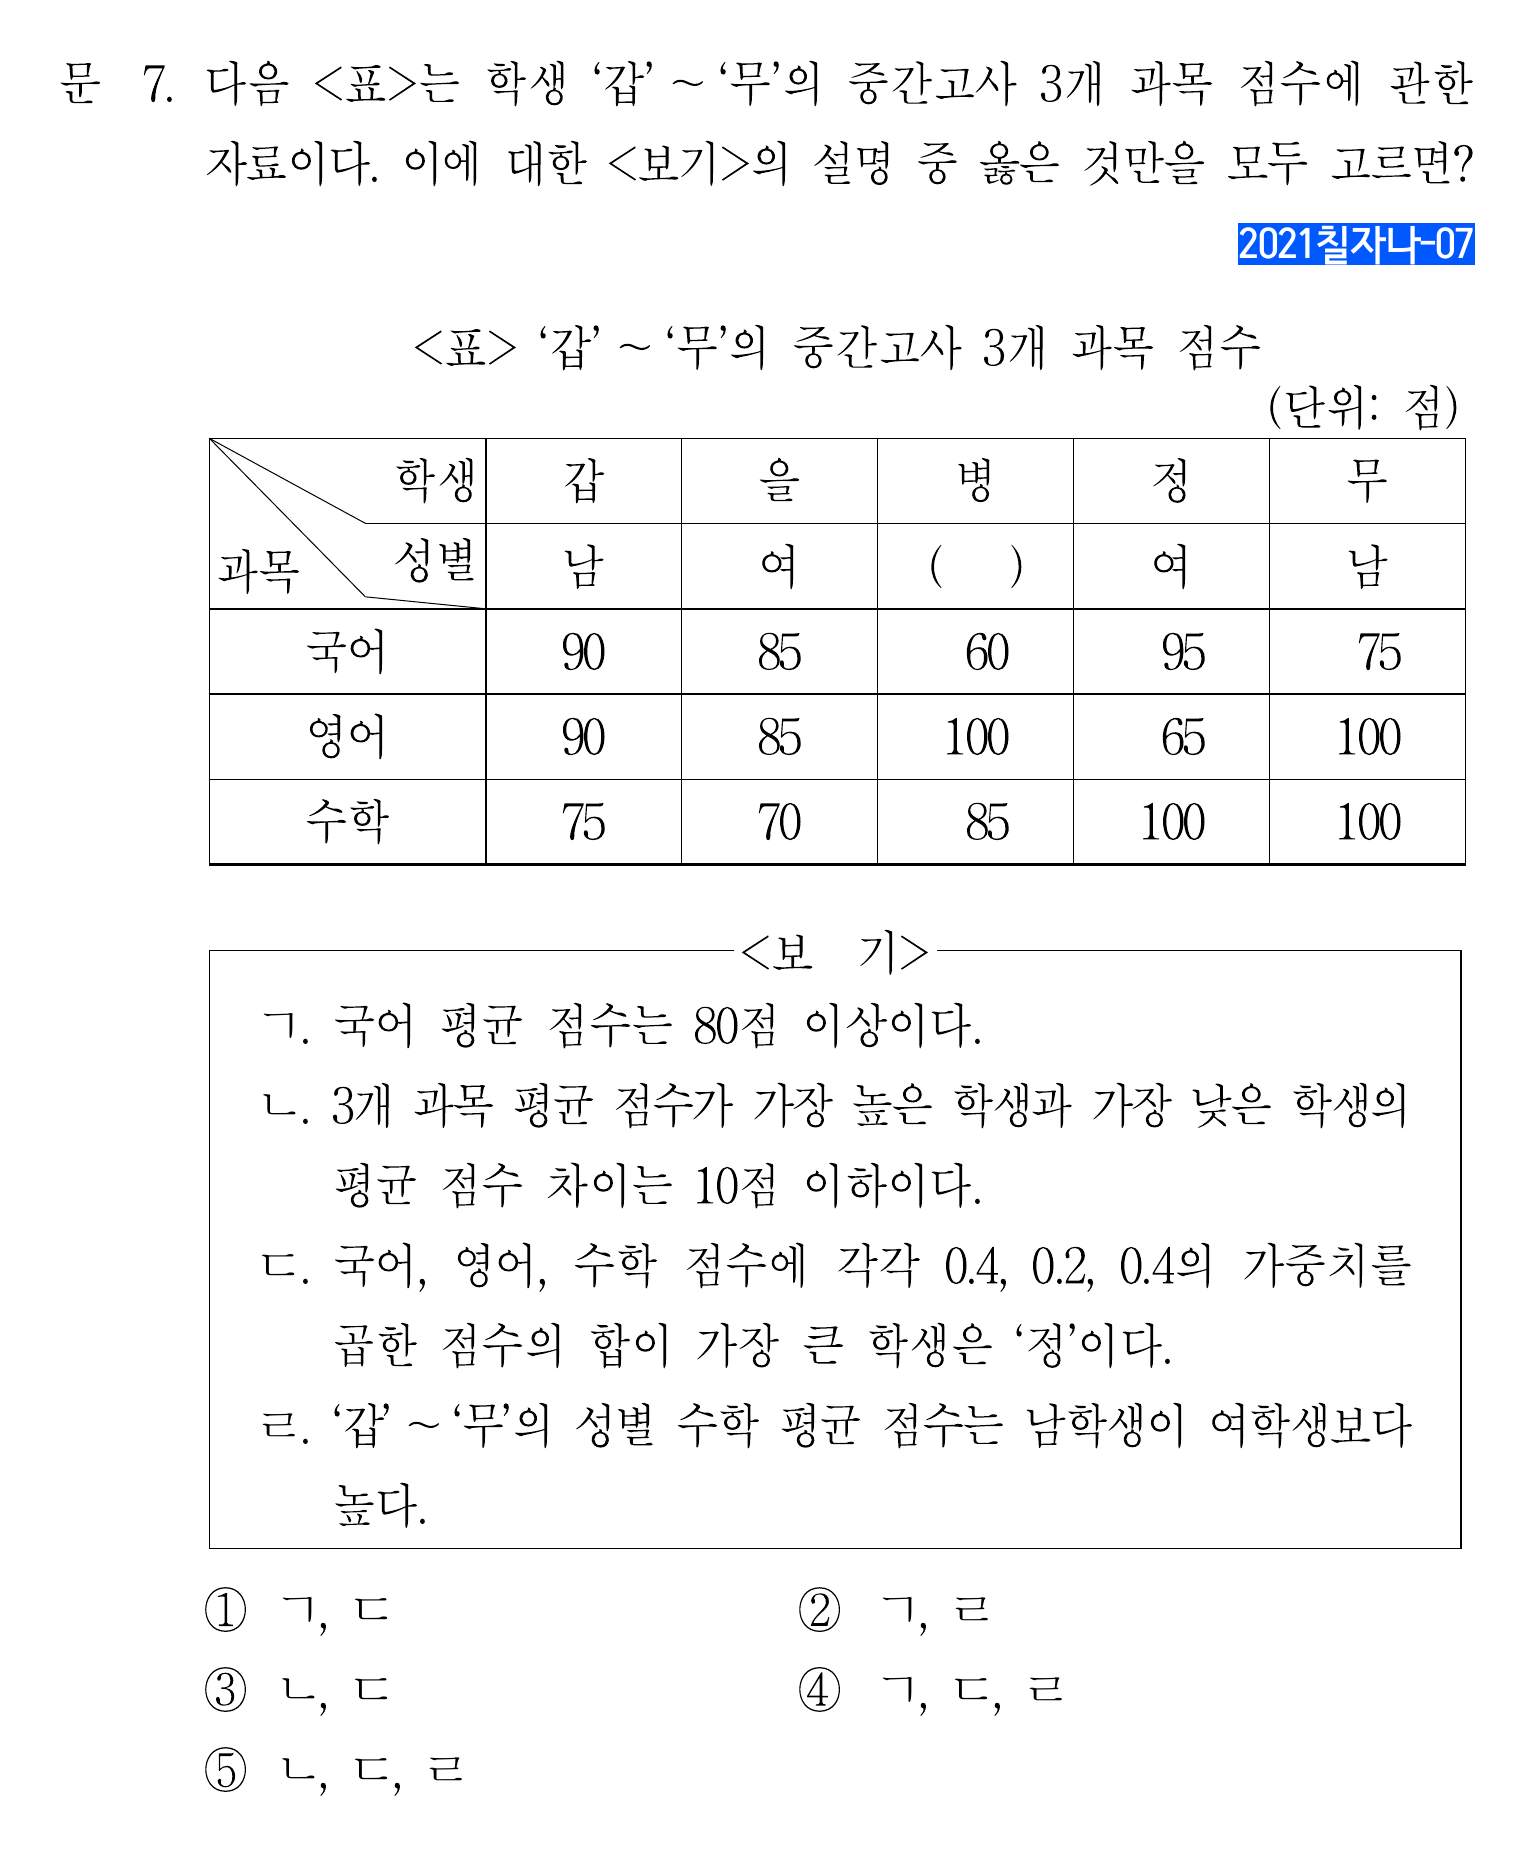 문 7. 다음 <표>는 학생 ‘갑’ ~ ‘무’의 중간고사 3개 과목 점수에 관한
자료이다. 이에 대한 <보기>의 설명 중 옳은 것만을 모두 고르면?
2021칠자나-07
<표> ‘갑’ ~ ‘무’의 중간고사 3개 과목 점수
(단위: 점)
학생 갑 을 병 정 무
과목 성별 남 여 ( ) 여 남
국어 90 85 60 95 75
영어 90 85 100 65 100
수학 75 70 85 100 100
<보 기>
ㄱ. 국어 평균 점수는 80점 이상이다.
ㄴ. 3개 과목 평균 점수가 가장 높은 학생과 가장 낮은 학생의
평균 점수 차이는 10점 이하이다.
ㄷ. 국어, 영어, 수학 점수에 각각 0.4, 0.2, 0.4의 가중치를
곱한 점수의 합이 가장 큰 학생은 ‘정’이다.
ㄹ. ‘갑’ ~ ‘무’의 성별 수학 평균 점수는 남학생이 여학생보다
높다.
① ㄱ, ㄷ ② ㄱ, ㄹ
③ ㄴ, ㄷ ④ ㄱ, ㄷ, ㄹ
⑤ ㄴ, ㄷ, ㄹ